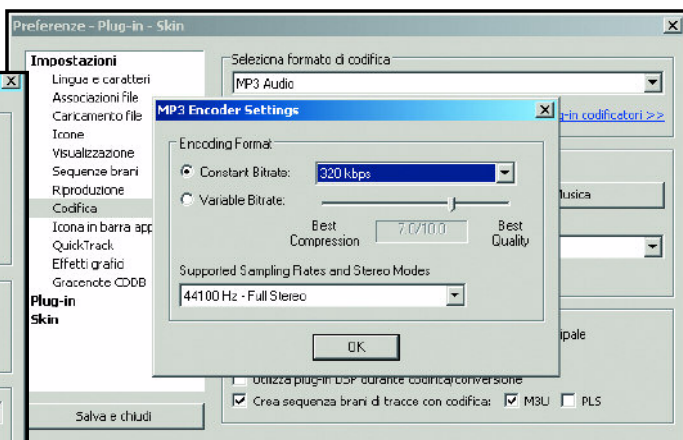 Preferenze - Plug-in - Skin
Impostazioni
Lingua e caratteri
Associazioni file
Caricamento file
Icone
Visualizzazione
Sequenze brani
Riproduzione
Codifica
Icona in barra app
QuickTrack
Effetti grafici
Gracenote CDDB
Plug-in
Skin
Salva e chiudi
Seleziona formato di codifica
MP3 Audio
g-in codificatori >>
Musica
MP3 Encoder Settings
Encoding Format
Constant Bitrate:
320 kbps
Variable Bitrate:
Best Compression
7.0/10.0
Best Quality
Supported Sampling Rates and Stereo Modes
44100 Hz - Full Stereo
OK
ipale
Utilizza plug-in DSP durante codifica/conversione
Crea sequenza brani di tracce con codifica: M3U PLS